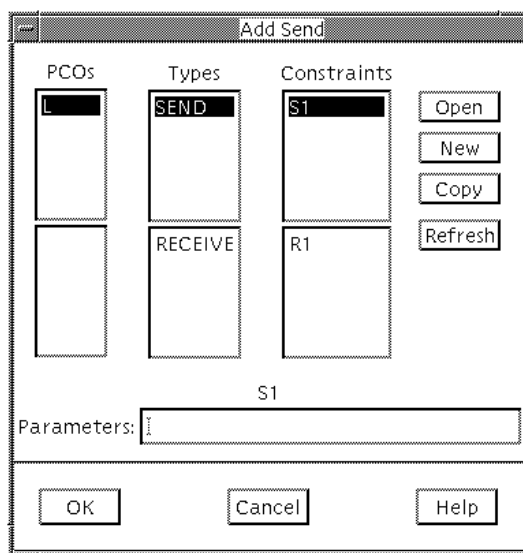 Add Send
PCOs Types Constraints
L SEND S1 Open
New
Copy
Refresh
RECEIVE R1
S1
Parameters:
OK Cancel Help